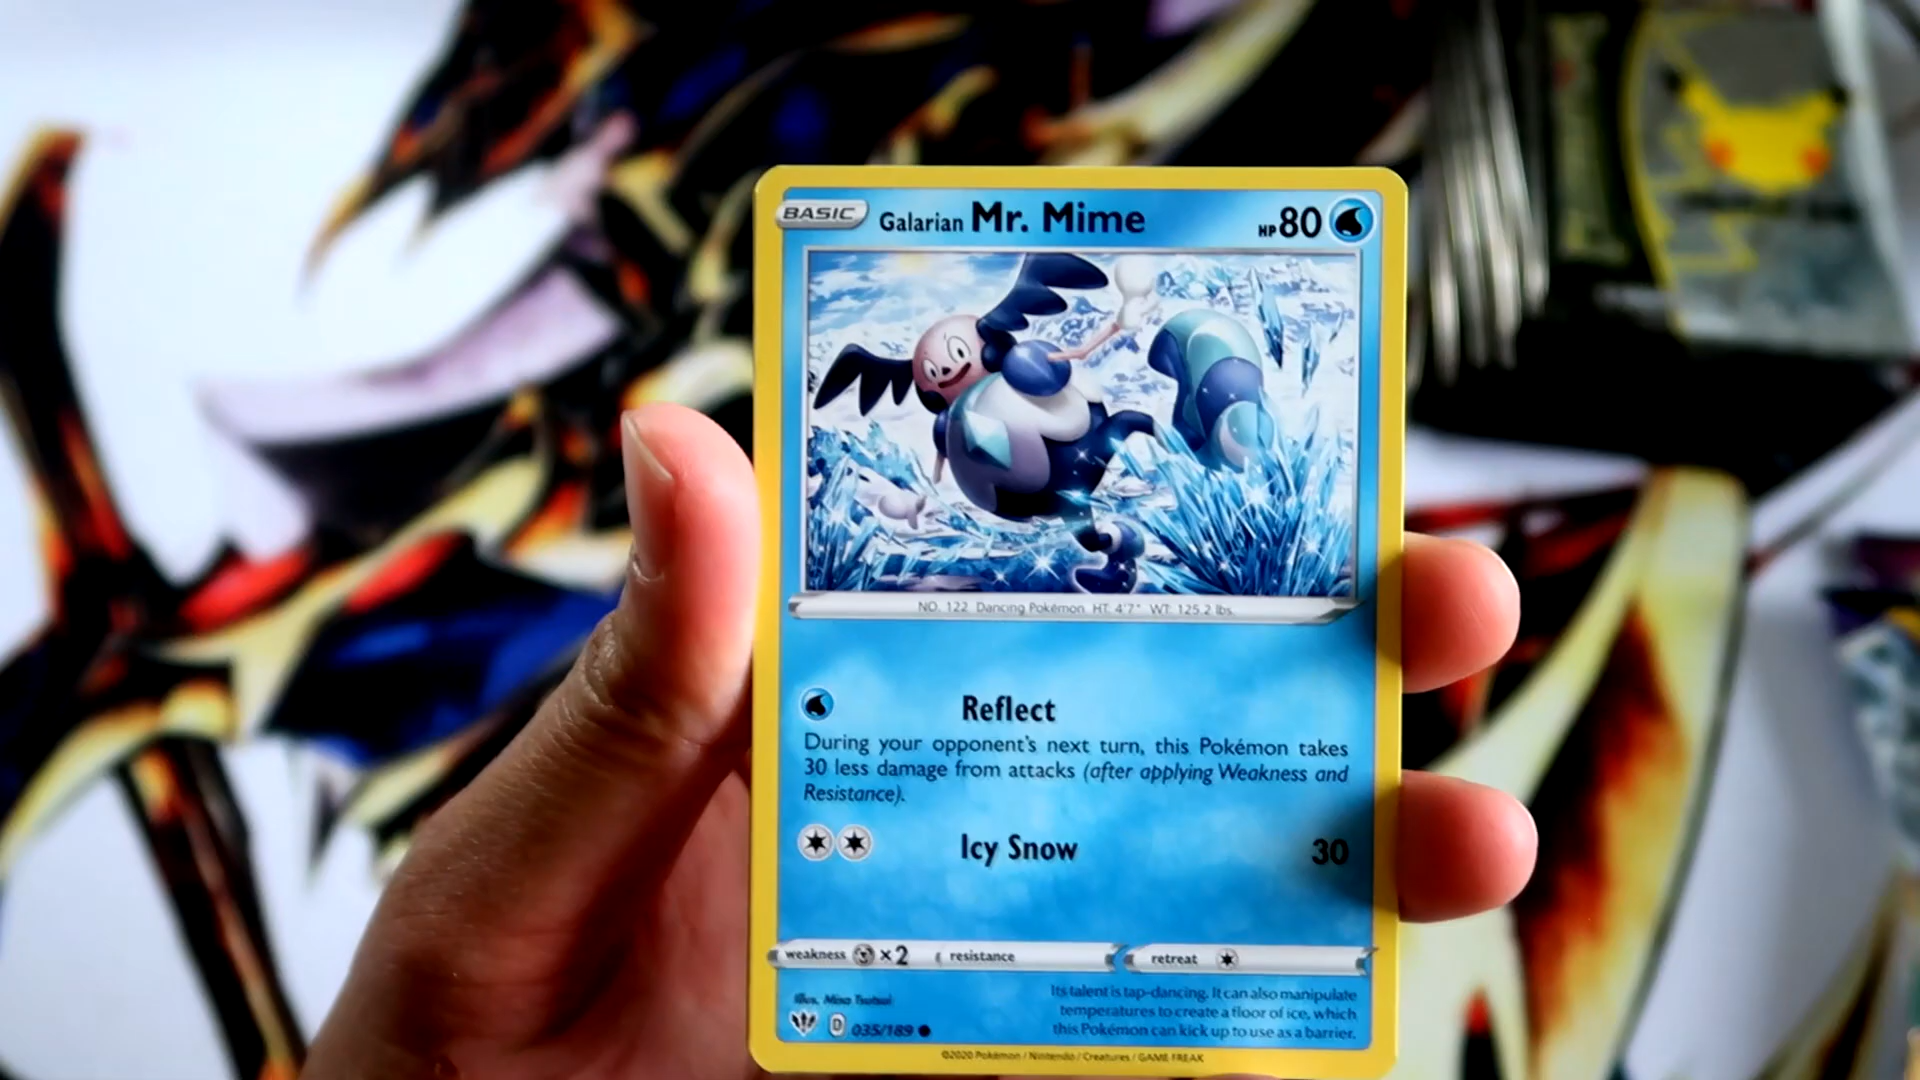 BASIC Galarian Mr. Mime HP 80
NO. 122 Dancing Pokémon HT: 4'7" WT: 125.2 lbs.
Reflect
During your opponent's next turn, this Pokémon takes
30 less damage from attacks (after applying Weakness and
Resistance).
Icy Snow 30
weakness ×2 resistance retreat
Illus. Misa Tsutsui
Its talent is tap-dancing. It can also manipulate
temperatures to create a floor of ice, which
this Pokémon can kick up to use as a barrier.
D 035/189
©2020 Pokémon / Nintendo / Creatures / GAME FREAK